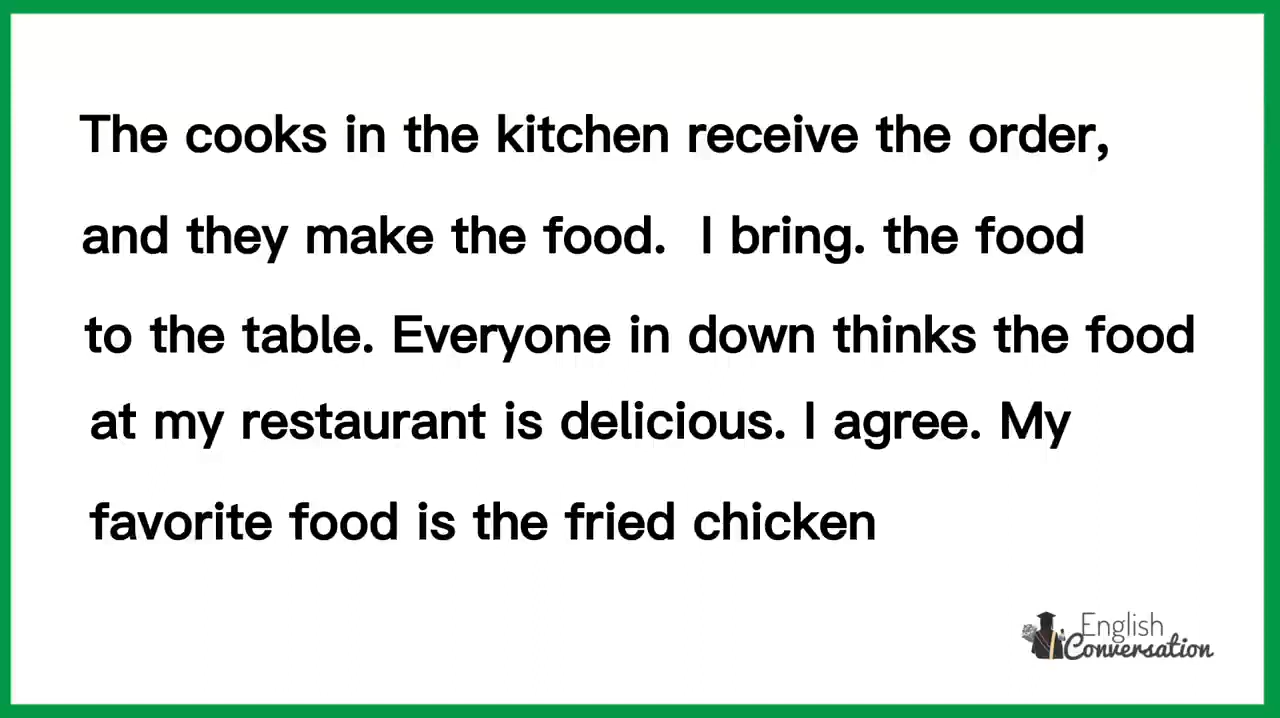 The cooks in the kitchen receive the order,
and they make the food.  I bring. the food
to the table. Everyone in down thinks the food
at my restaurant is delicious. I agree. My
favorite food is the fried chicken
English
Conversation